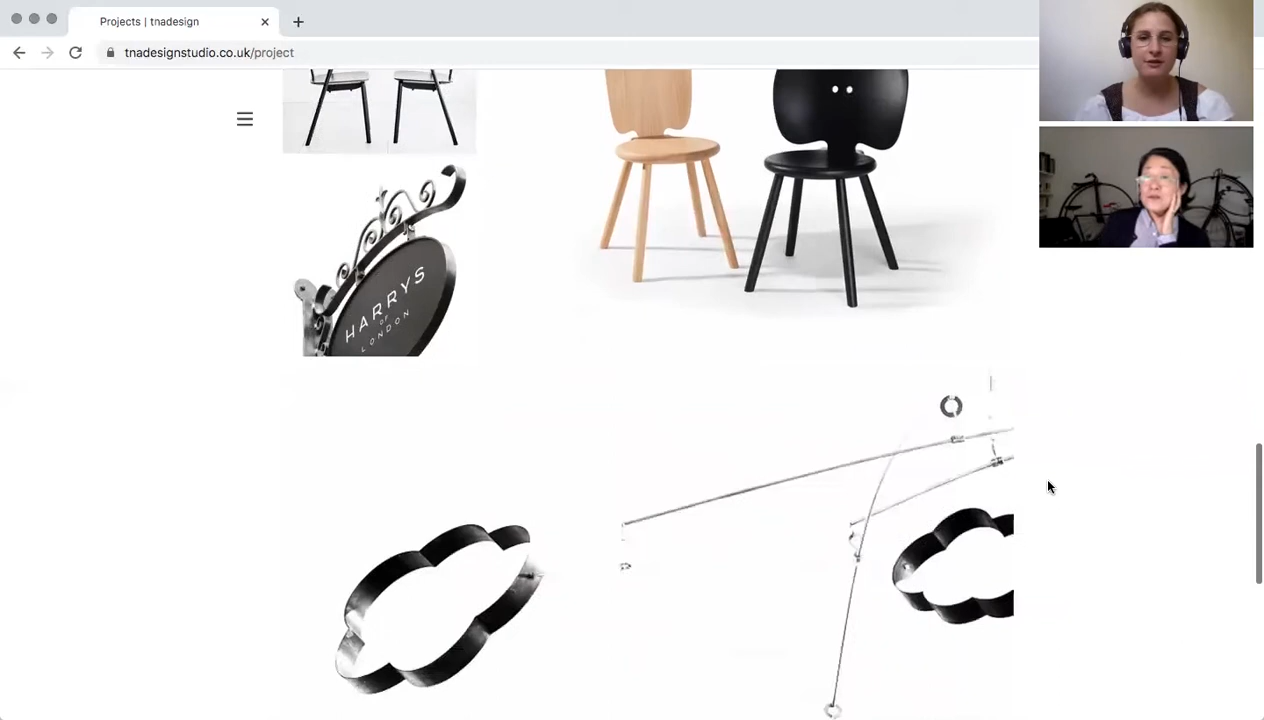 Projects | tnadesign
tnadesignstudio.co.uk/project
HARRYS
OF
LONDON